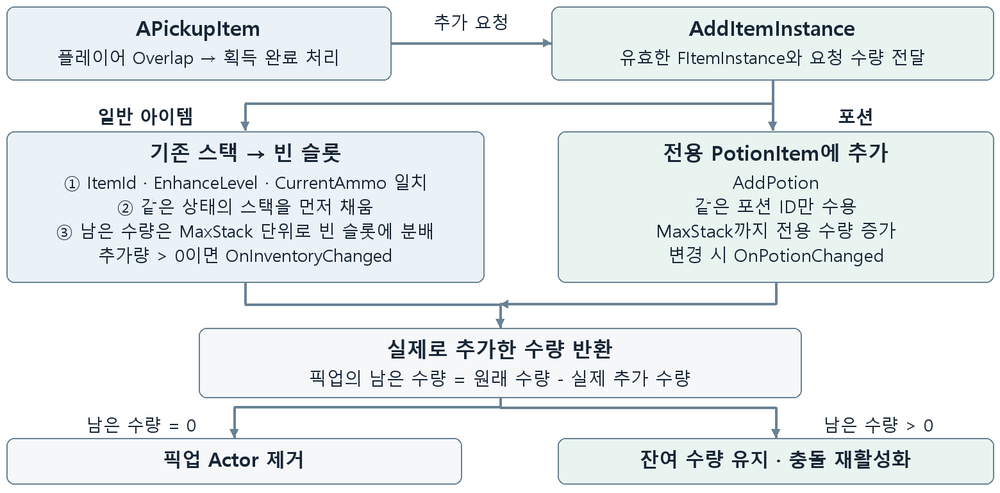 APickupItem
플레이어 Overlap → 획득 완료 처리
추가 요청
AddItemInstance
유효한 FItemInstance와 요청 수량 전달
일반 아이템
포션
기존 스택 → 빈 슬롯
① ItemId · EnhanceLevel · CurrentAmmo 일치
② 같은 상태의 스택을 먼저 채움
③ 남은 수량은 MaxStack 단위로 빈 슬롯에 분배
추가량 > 0이면 OnInventoryChanged
전용 PotionItem에 추가
AddPotion
같은 포션 ID만 수용
MaxStack까지 전용 수량 증가
변경 시 OnPotionChanged
실제로 추가한 수량 반환
픽업의 남은 수량 = 원래 수량 - 실제 추가 수량
남은 수량 = 0
남은 수량 > 0
픽업 Actor 제거
잔여 수량 유지 · 충돌 재활성화